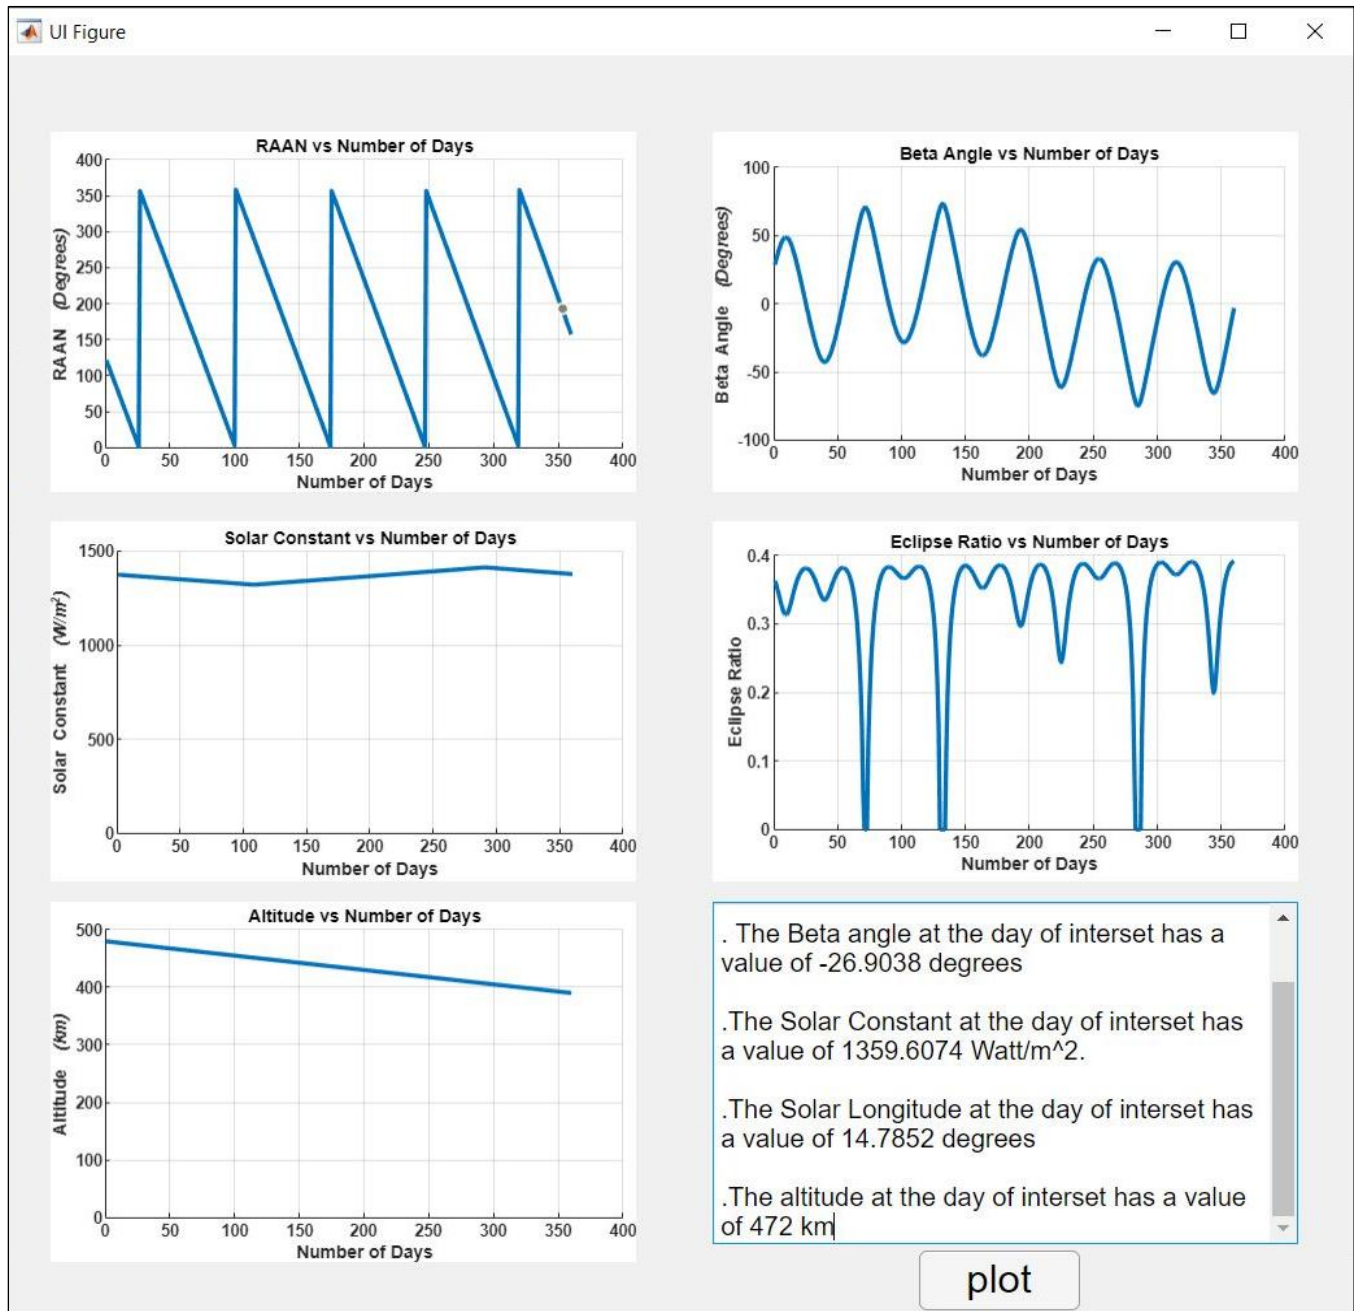 UI Figure
RAAN vs Number of Days
400
350
300
250
200
150
100
50
0
RAAN (Degrees)
0 50 100 150 200 250 300 350 400
Number of Days
Beta Angle vs Number of Days
100
50
0
-50
-100
Beta Angle (Degrees)
0 50 100 150 200 250 300 350 400
Number of Days
Solar Constant vs Number of Days
1500
1000
500
0
Solar Constant (W/m²)
0 50 100 150 200 250 300 350 400
Number of Days
Eclipse Ratio vs Number of Days
0.4
0.3
0.2
0.1
0
Eclipse Ratio
0 50 100 150 200 250 300 350 400
Number of Days
Altitude vs Number of Days
500
400
300
200
100
0
Altitude (km)
0 50 100 150 200 250 300 350 400
Number of Days
. The Beta angle at the day of interset has a
value of -26.9038 degrees
.The Solar Constant at the day of interset has
a value of 1359.6074 Watt/m^2.
.The Solar Longitude at the day of interset has
a value of 14.7852 degrees
.The altitude at the day of interset has a value
of 472 km
plot